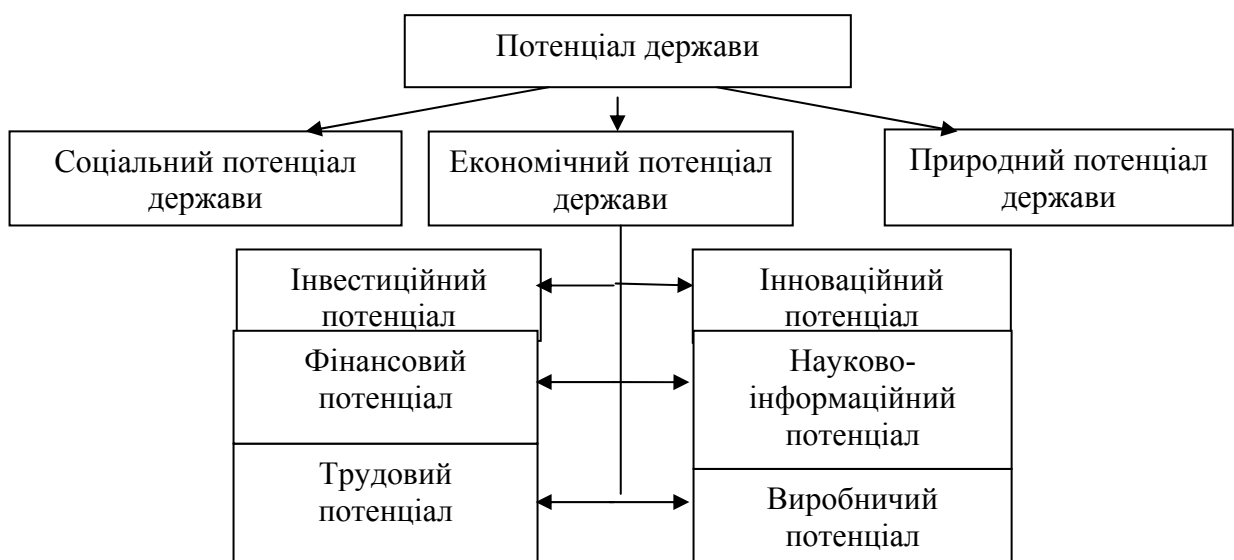 Потенціал держави
Соціальний потенціал
держави
Економічний потенціал
держави
Природний потенціал
держави
Інвестиційний
потенціал
Інноваційний
потенціал
Фінансовий
потенціал
Науково-
інформаційний
потенціал
Трудовий
потенціал
Виробничий
потенціал